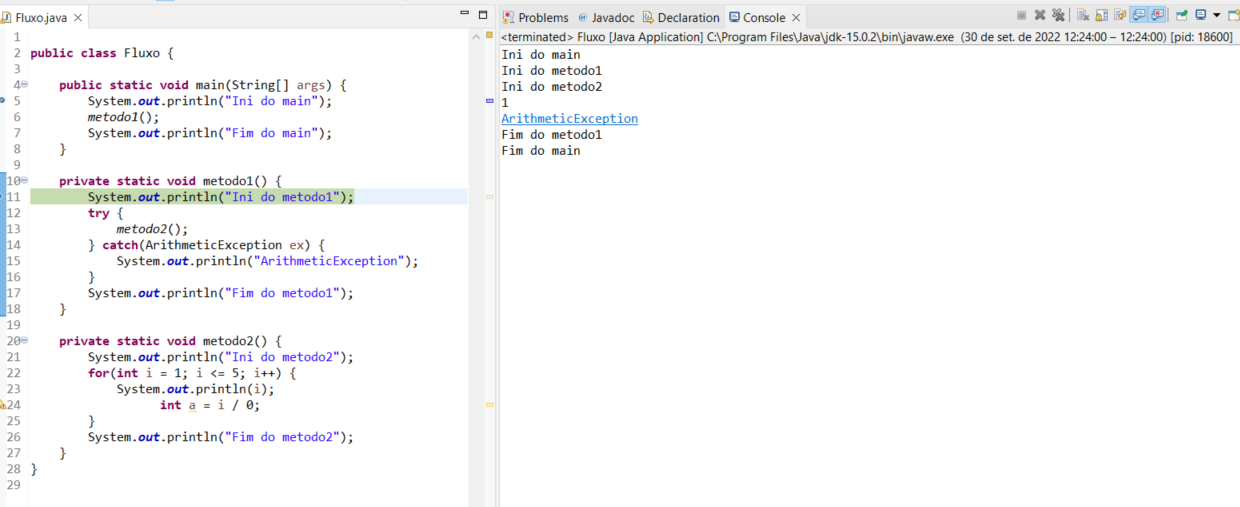 Fluxo.java
Problems Javadoc Declaration Console
<terminated> Fluxo [Java Application] C:\Program Files\Java\jdk-15.0.2\bin\javaw.exe (30 de set. de 2022 12:24:00 – 12:24:00) [pid: 18600]
1
2 public class Fluxo {
3
4     public static void main(String[] args) {
5         System.out.println("Ini do main");
6         metodo1();
7         System.out.println("Fim do main");
8     }
9
10     private static void metodo1() {
11         System.out.println("Ini do metodo1");
12         try {
13             metodo2();
14         } catch(ArithmeticException ex) {
15             System.out.println("ArithmeticException");
16         }
17         System.out.println("Fim do metodo1");
18     }
19
20     private static void metodo2() {
21         System.out.println("Ini do metodo2");
22         for(int i = 1; i <= 5; i++) {
23             System.out.println(i);
24                   int a = i / 0;
25         }
26         System.out.println("Fim do metodo2");
27     }
28 }
29
Ini do main
Ini do metodo1
Ini do metodo2
1
ArithmeticException
Fim do metodo1
Fim do main